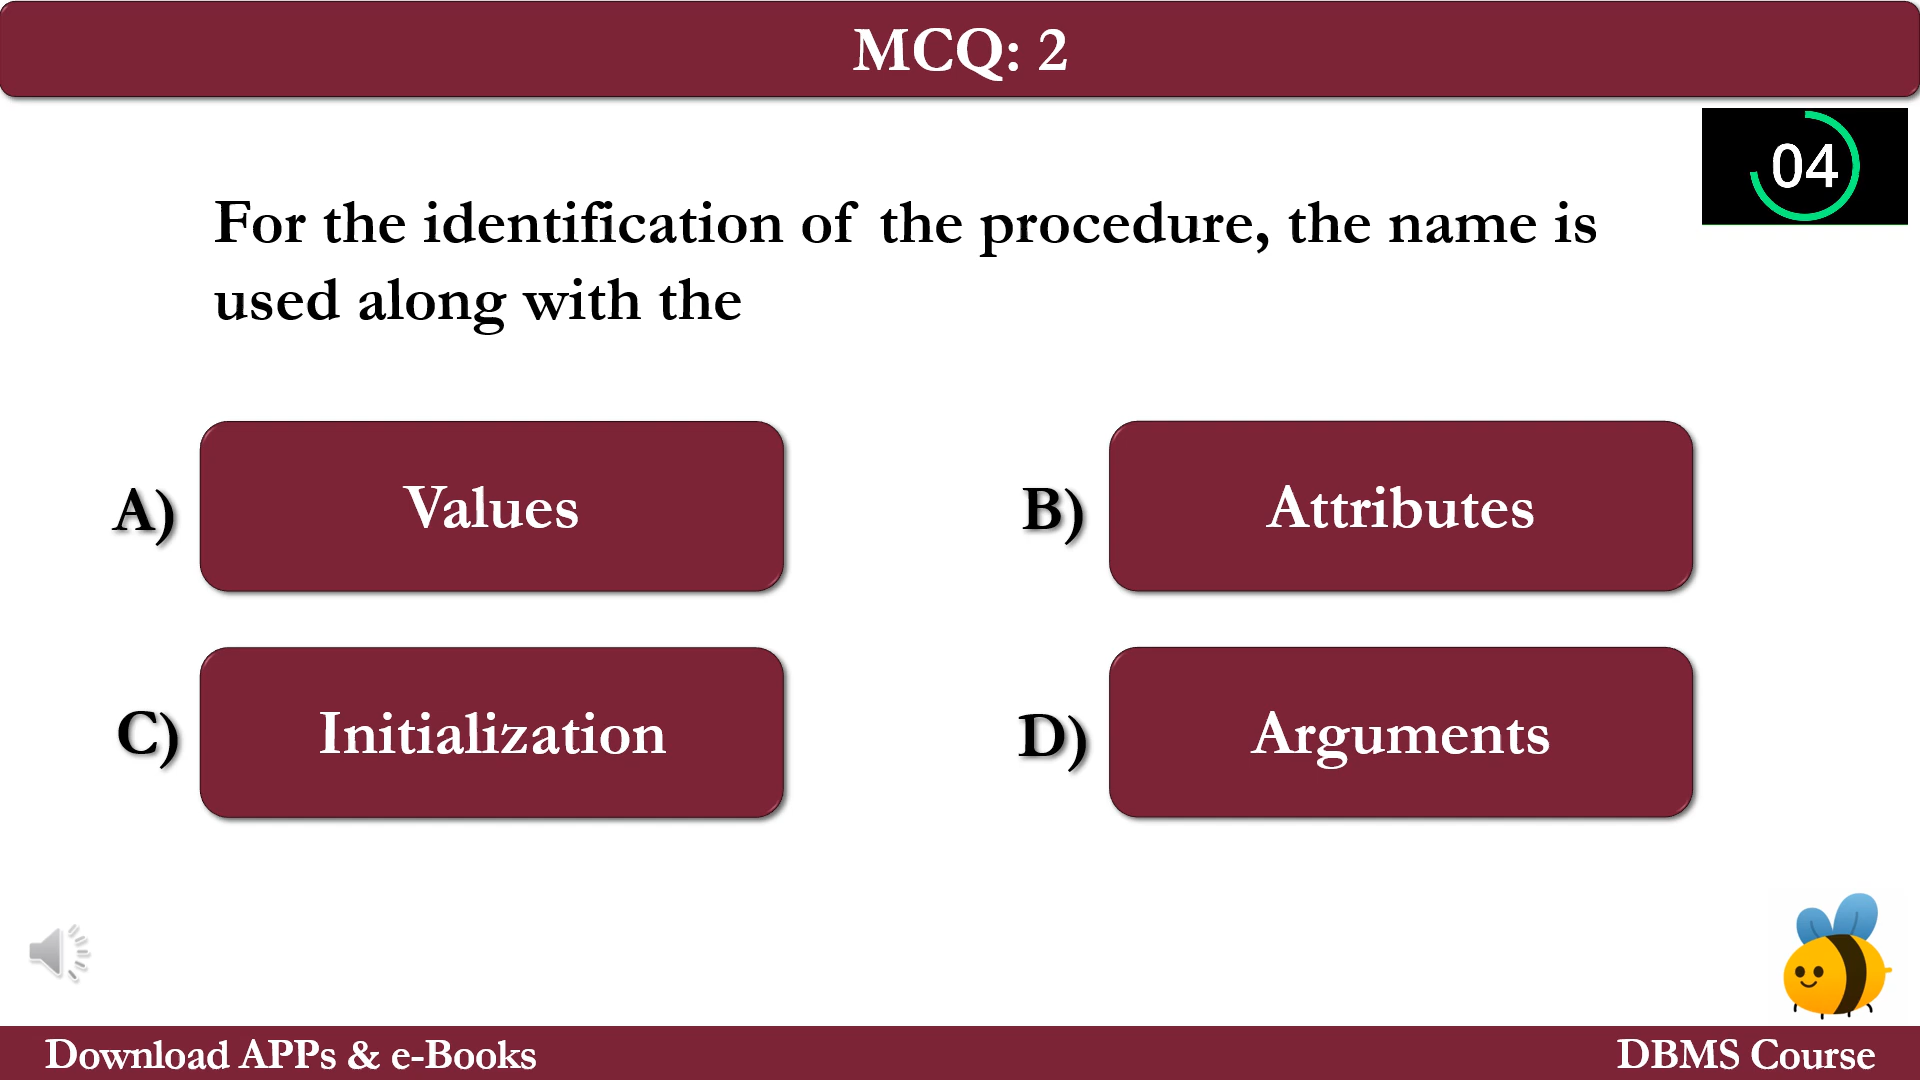 MCQ: 2
04
For the identification of the procedure, the name is
used along with the
A) Values
B) Attributes
C) Initialization
D) Arguments
Download APPs & e-Books
DBMS Course